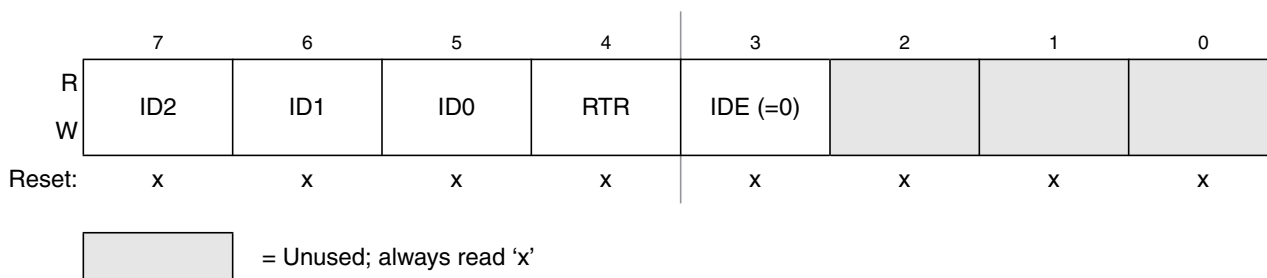 7 6 5 4 3 2 1 0
R
ID2 ID1 ID0 RTR IDE (=0)
W
Reset: x x x x x x x x
= Unused; always read ‘x’